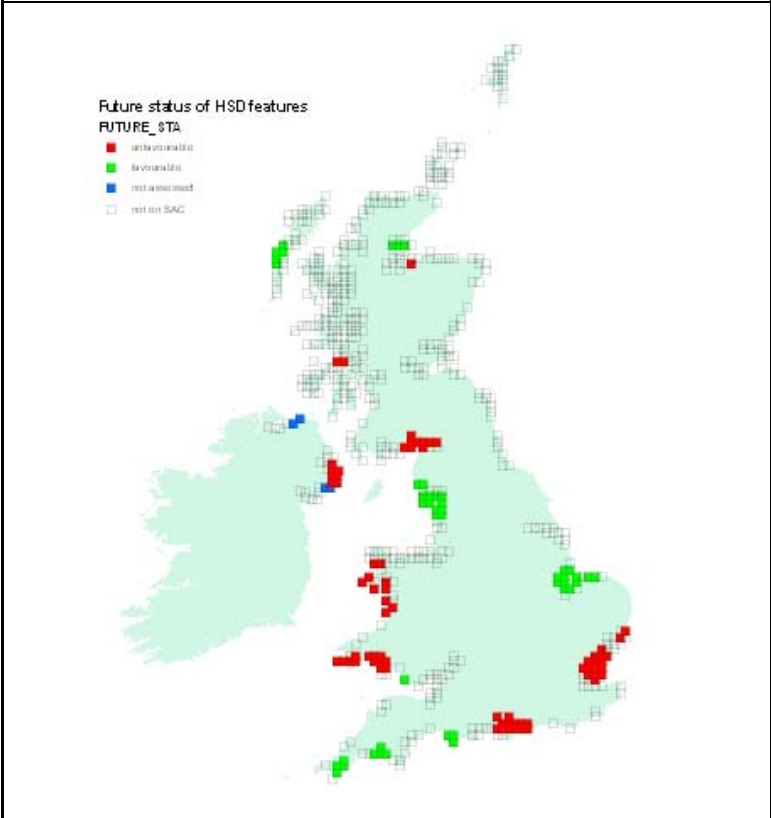 Future status of HSD features
FUTURE_STA
unfavourable
favourable
not assessed
not on SAC